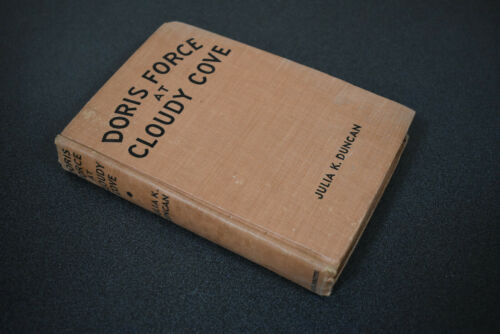 DORIS FORCE
AT
CLOUDY COVE
JULIA K. DUNCAN
DORIS
FORCE
AT
CLOUDY
COVE
JULIA K.
DUNCAN